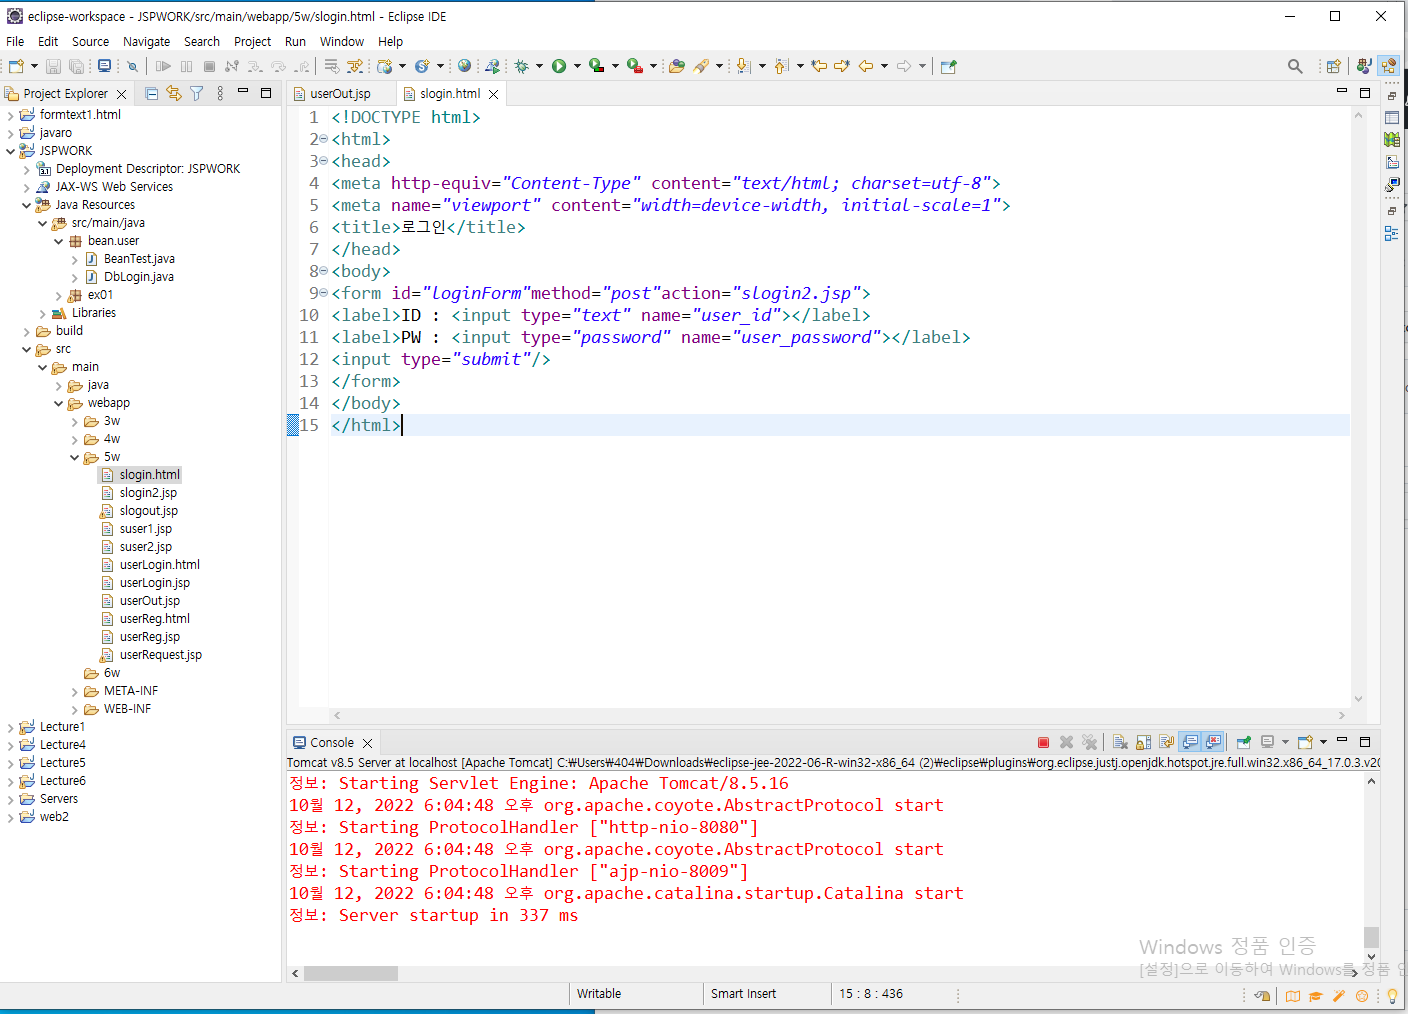 eclipse-workspace - JSPWORK/src/main/webapp/5w/slogin.html - Eclipse IDE
File Edit Source Navigate Search Project Run Window Help
Project Explorer
formtext1.html
javaro
JSPWORK
Deployment Descriptor: JSPWORK
JAX-WS Web Services
Java Resources
src/main/java
bean.user
BeanTest.java
DbLogin.java
ex01
Libraries
build
src
main
java
webapp
3w
4w
5w
slogin.html
slogin2.jsp
slogout.jsp
suser1.jsp
suser2.jsp
userLogin.html
userLogin.jsp
userOut.jsp
userReg.html
userReg.jsp
userRequest.jsp
6w
META-INF
WEB-INF
Lecture1
Lecture4
Lecture5
Lecture6
Servers
web2
userOut.jsp slogin.html
1 <!DOCTYPE html>
2 <html>
3 <head>
4 <meta http-equiv="Content-Type" content="text/html; charset=utf-8">
5 <meta name="viewport" content="width=device-width, initial-scale=1">
6 <title>로그인</title>
7 </head>
8 <body>
9 <form id="loginForm"method="post"action="slogin2.jsp">
10 <label>ID : <input type="text" name="user_id"></label>
11 <label>PW : <input type="password" name="user_password"></label>
12 <input type="submit"/>
13 </form>
14 </body>
15 </html>
Console
Tomcat v8.5 Server at localhost [Apache Tomcat] C:₩Users₩404₩Downloads₩eclipse-jee-2022-06-R-win32-x86_64 (2)₩eclipse₩plugins₩org.eclipse.justj.openjdk.hotspot.jre.full.win32.x86_64_17.0.3.v20
정보: Starting Servlet Engine: Apache Tomcat/8.5.16
10월 12, 2022 6:04:48 오후 org.apache.coyote.AbstractProtocol start
정보: Starting ProtocolHandler ["http-nio-8080"]
10월 12, 2022 6:04:48 오후 org.apache.coyote.AbstractProtocol start
정보: Starting ProtocolHandler ["ajp-nio-8009"]
10월 12, 2022 6:04:48 오후 org.apache.catalina.startup.Catalina start
정보: Server startup in 337 ms
Windows 정품 인증
[설정]으로 이동하여 Windows를 정품 인
Writable Smart Insert 15 : 8 : 436